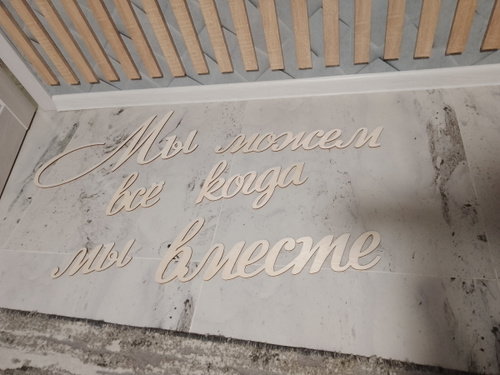 Мы можем
все когда
мы вместе